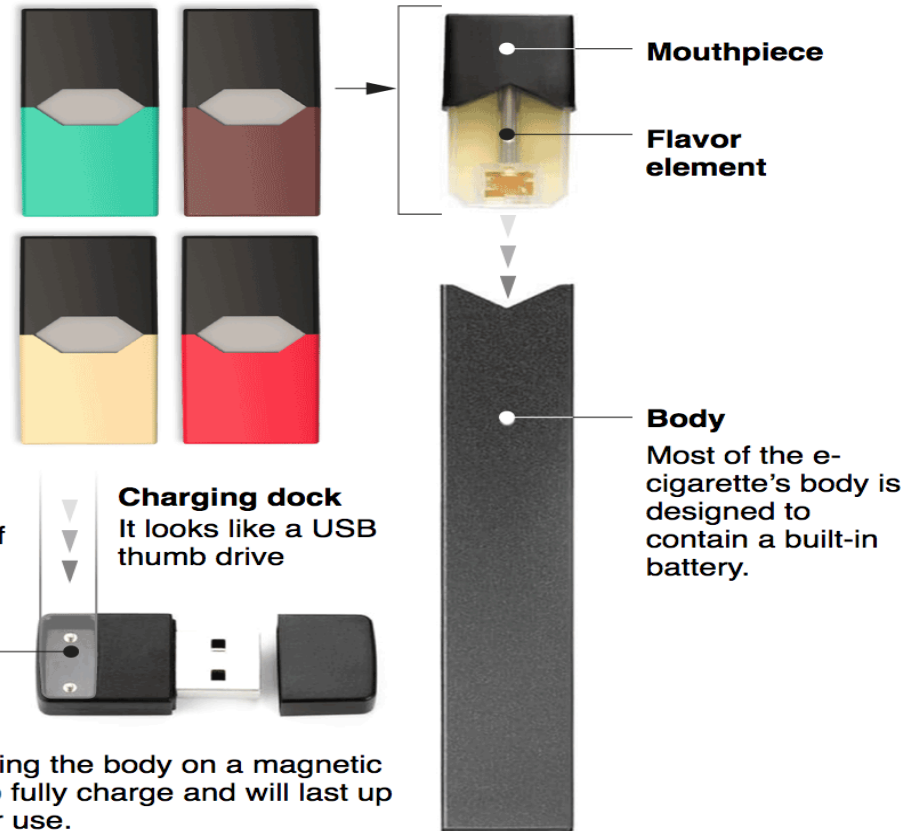 Mouthpiece
Flavor
element
Body
Most of the e-
cigarette's body is
designed to
contain a built-in
battery.
Charging dock
It looks like a USB
thumb drive
ing the body on a magnetic
fully charge and will last up
use.